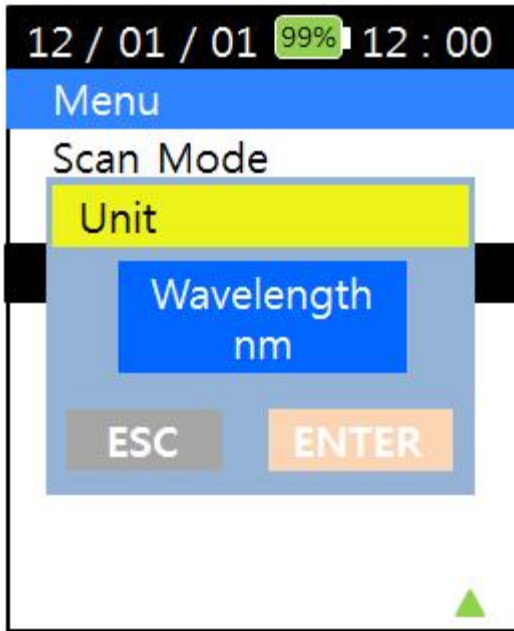 12 / 01 / 01 99% 12 : 00
Menu
Scan Mode
Unit
Wavelength
nm
ESC ENTER